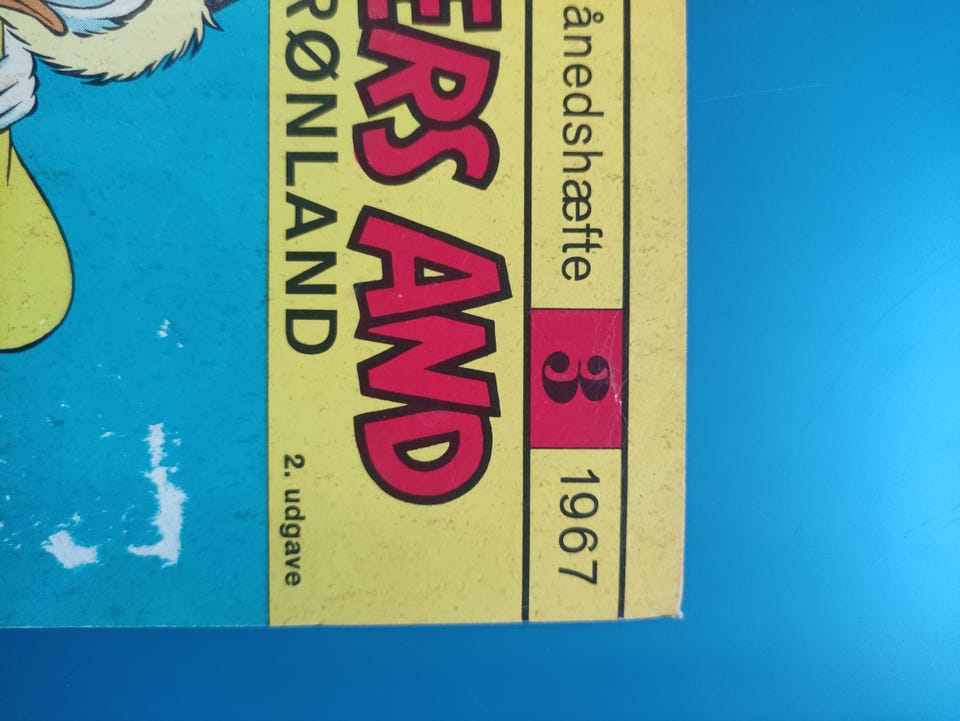 ånedshæfte 3 1967
ERS AND
RØNLAND
2. udgave